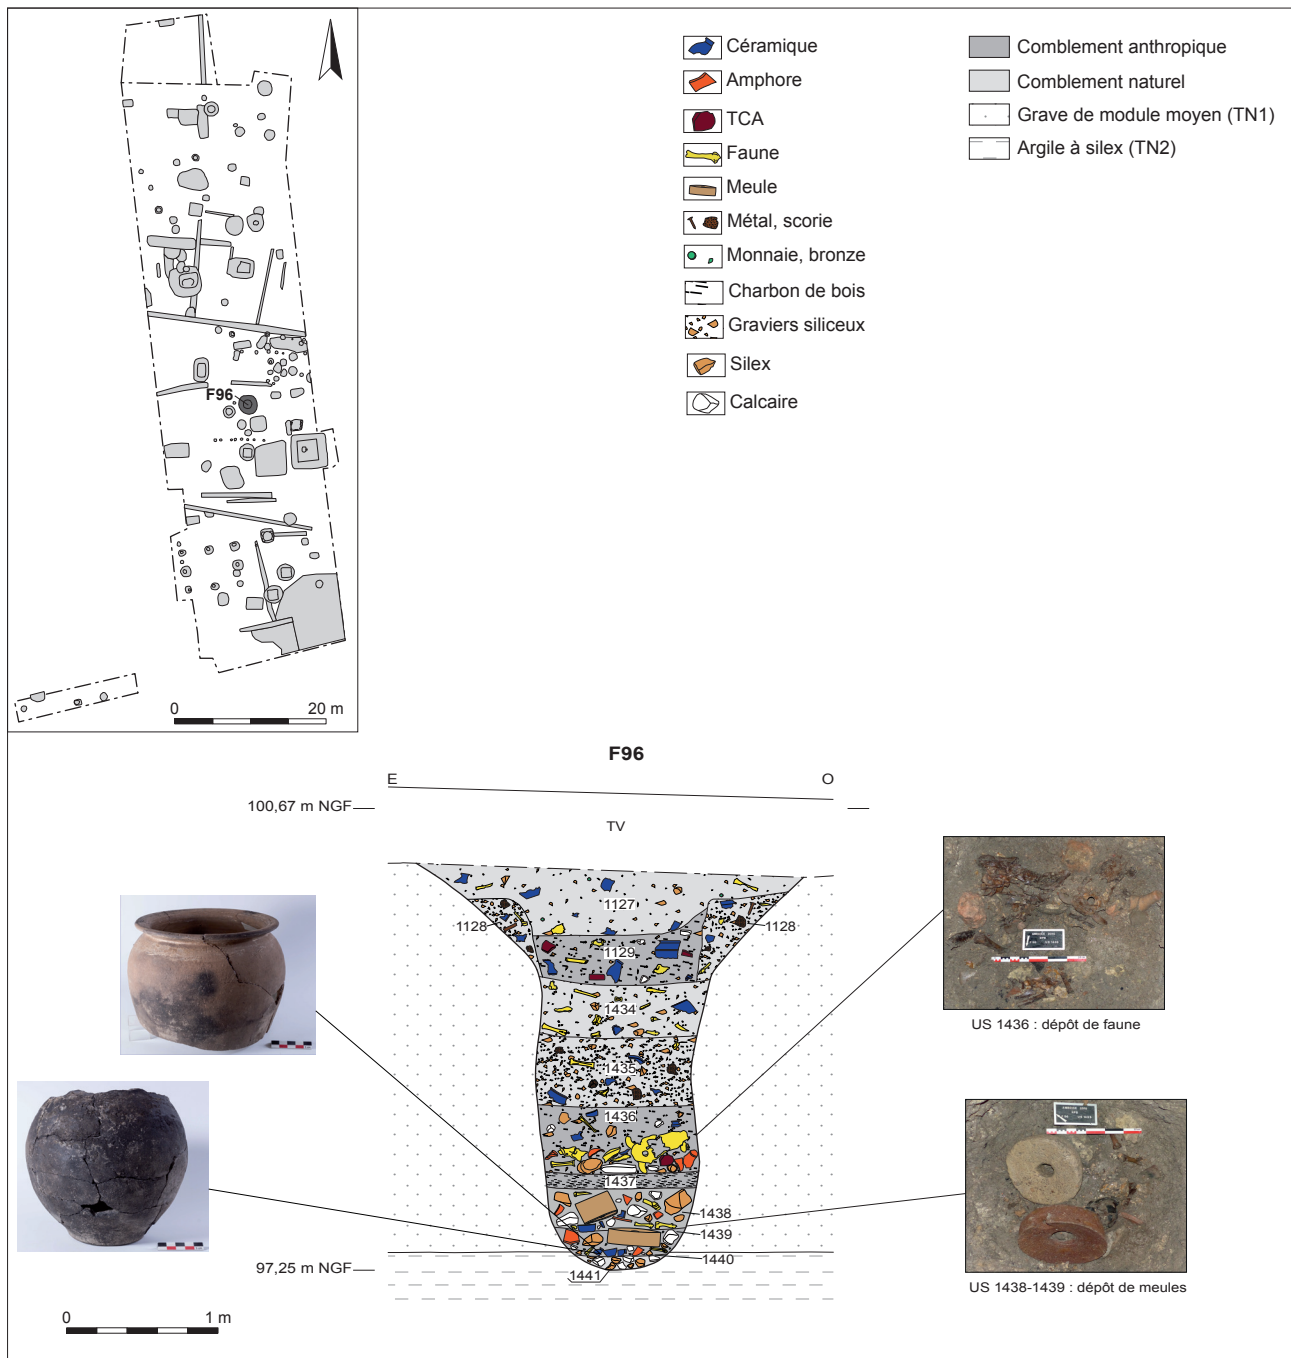 F96
0 20 m
Céramique
Amphore
TCA
Faune
Meule
Métal, scorie
Monnaie, bronze
Charbon de bois
Graviers siliceux
Silex
Calcaire
Comblement anthropique
Comblement naturel
Grave de module moyen (TN1)
Argile à silex (TN2)
F96
E O
100,67 m NGF
TV
1127
1128 1128
1129
1434
1435
1436
1437
1438
1439
1440
1441
97,25 m NGF
0 1 m
US 1436 : dépôt de faune
US 1438-1439 : dépôt de meules